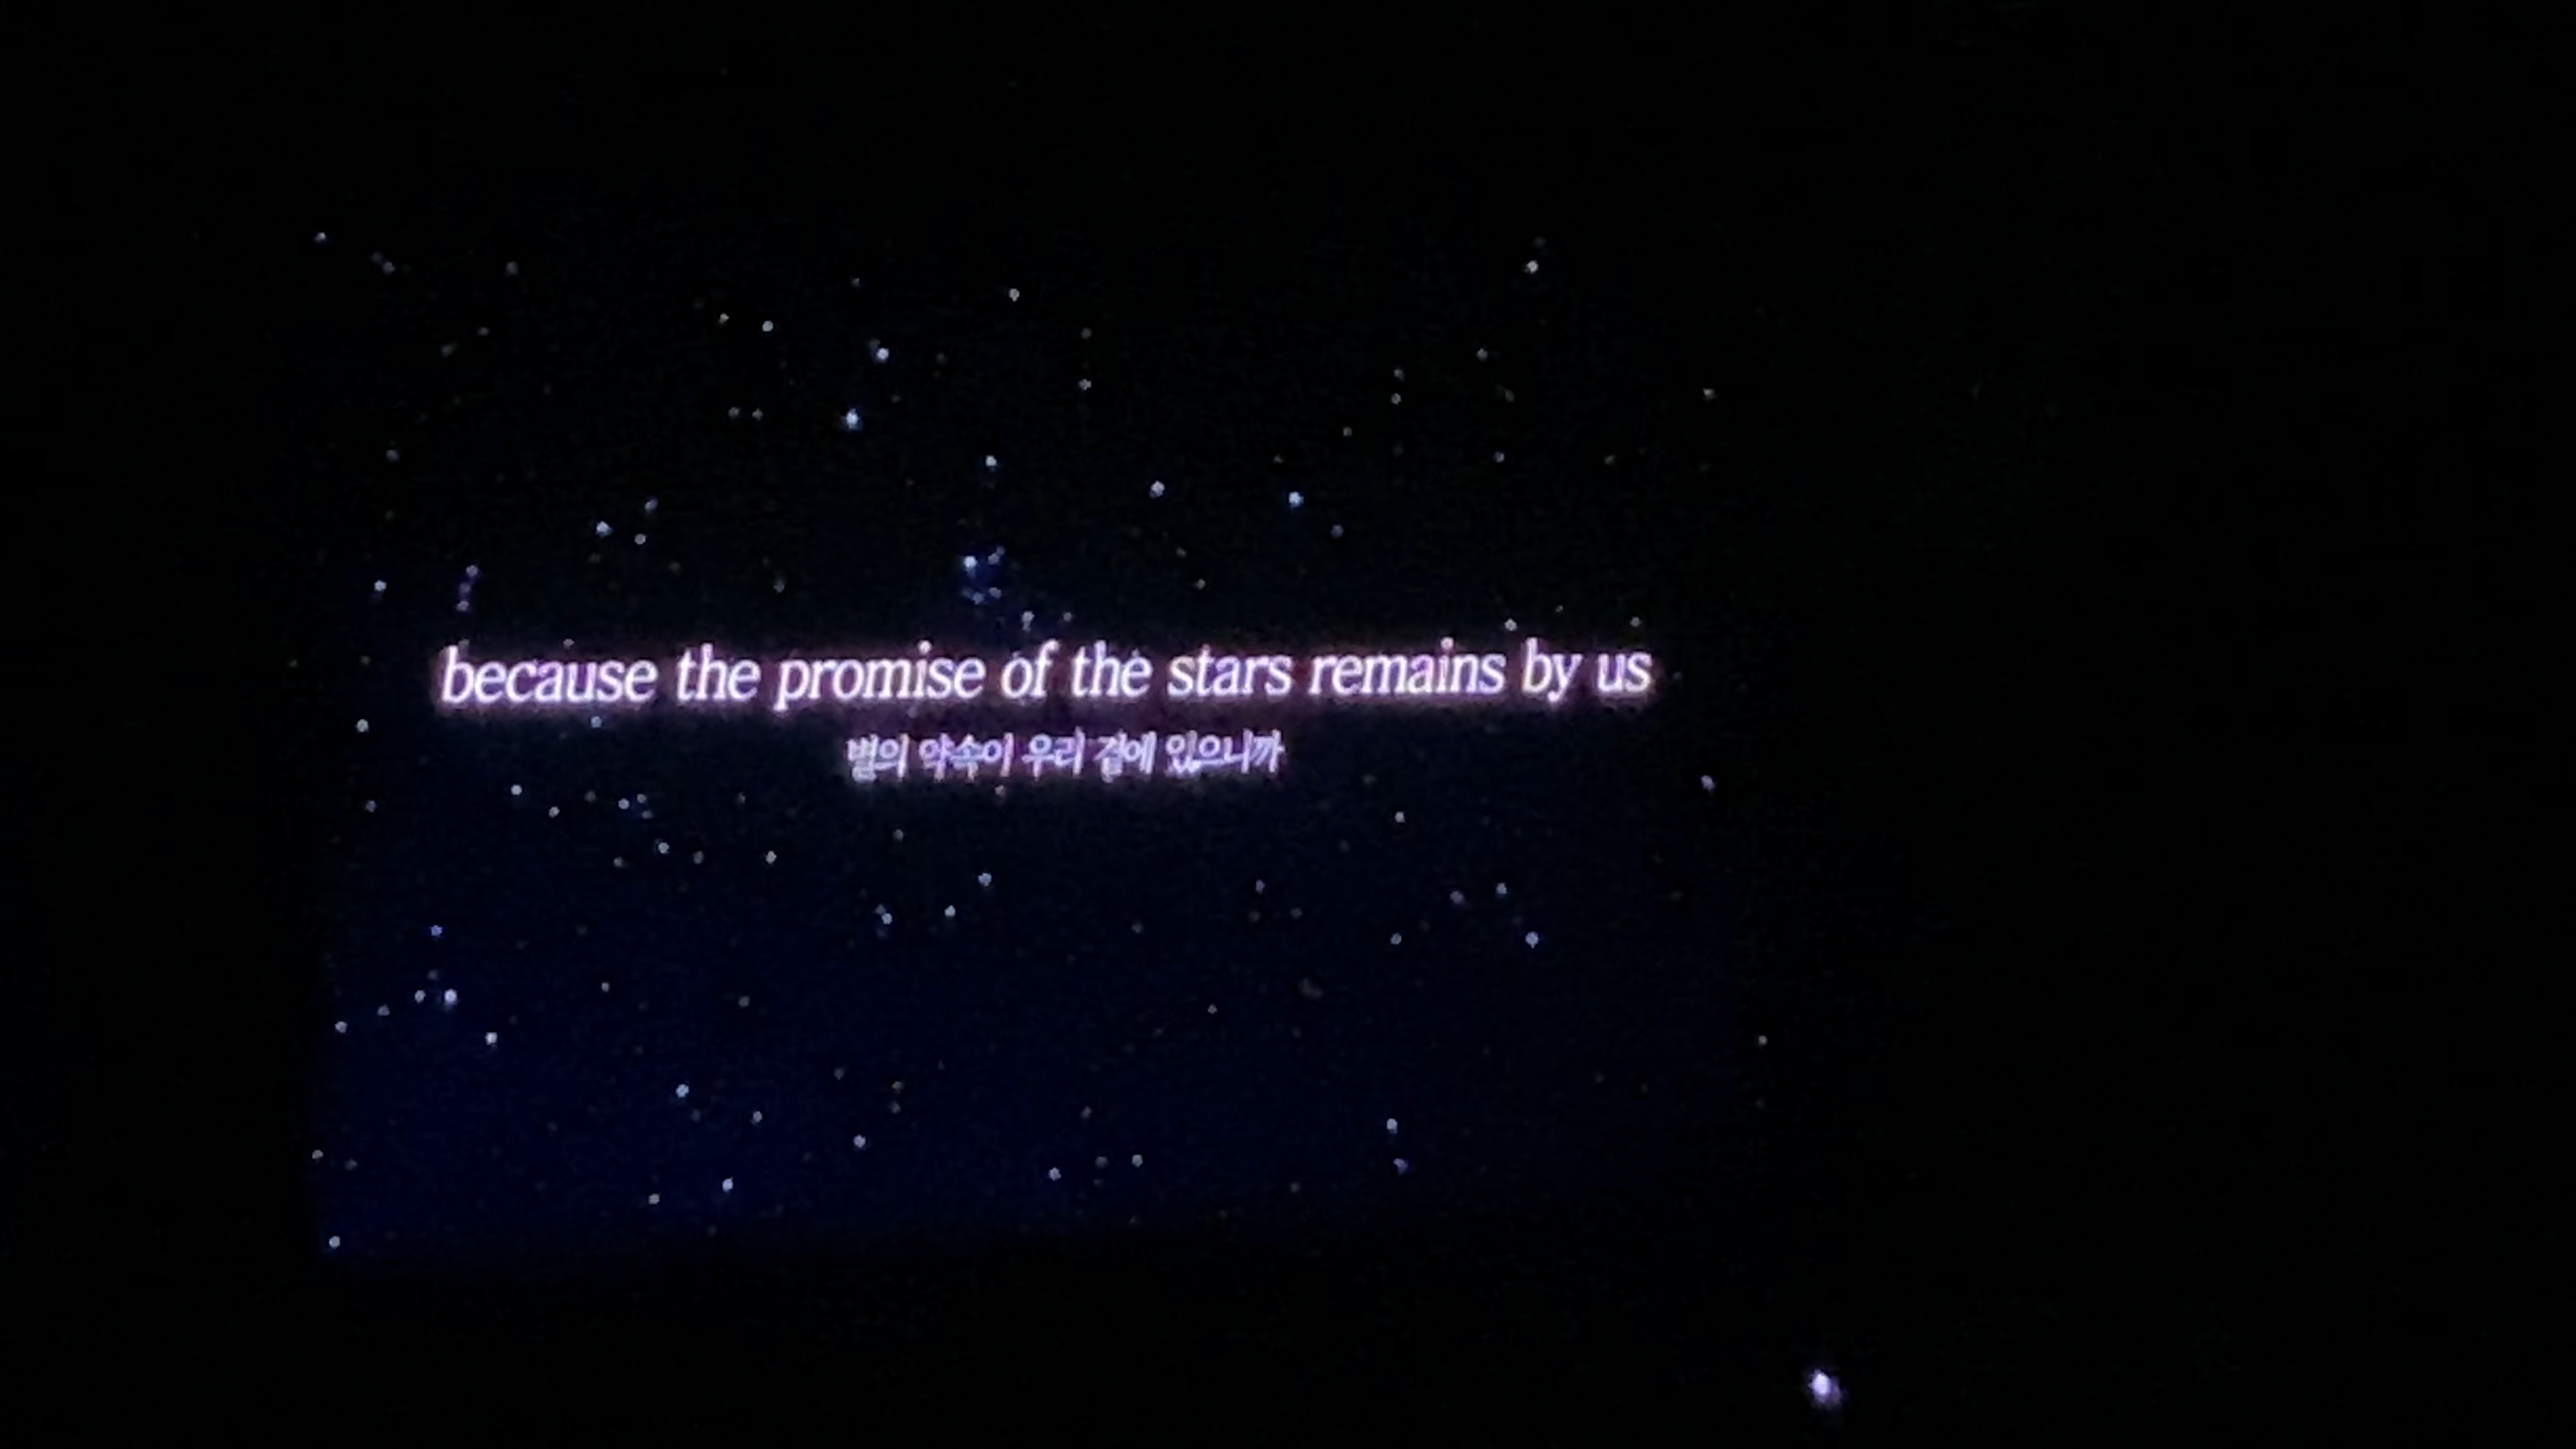 because the promise of the stars remains by us
별의 약속이 우리 곁에 있으니까